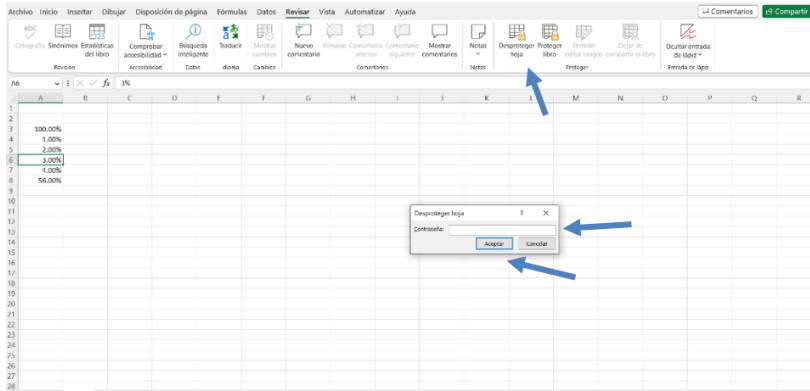 Archivo Inicio Insertar Dibujar Disposición de página Fórmulas Datos Revisar Vista Automatizar Ayuda Comentarios Compartir
abc
Ortografía Sinónimos Estadísticas del libro
Comprobar accesibilidad
Búsqueda inteligente
Traducir
Mostrar cambios
Nuevo comentario
Eliminar Comentario anterior Comentario siguiente Mostrar comentarios
Notas
Desproteger hoja
Proteger libro
Permitir editar rangos
Dejar de compartir el libro
Ocultar entrada de lápiz
Revisión Accesibilidad Datos Idioma Cambios Comentarios Notas Proteger Entrada de lápiz
A6 fx 3%
A B C D E F G H I J K L M N O P Q R
1
2
3 100.00%
4 1.00%
5 2.00%
6 3.00%
7 4.00%
8 56.00%
9
10
11
12
13
14
15
16
17
18
19
20
21
22
23
24
25
26
27
28
Desproteger hoja ? ×
Contraseña:
Aceptar Cancelar